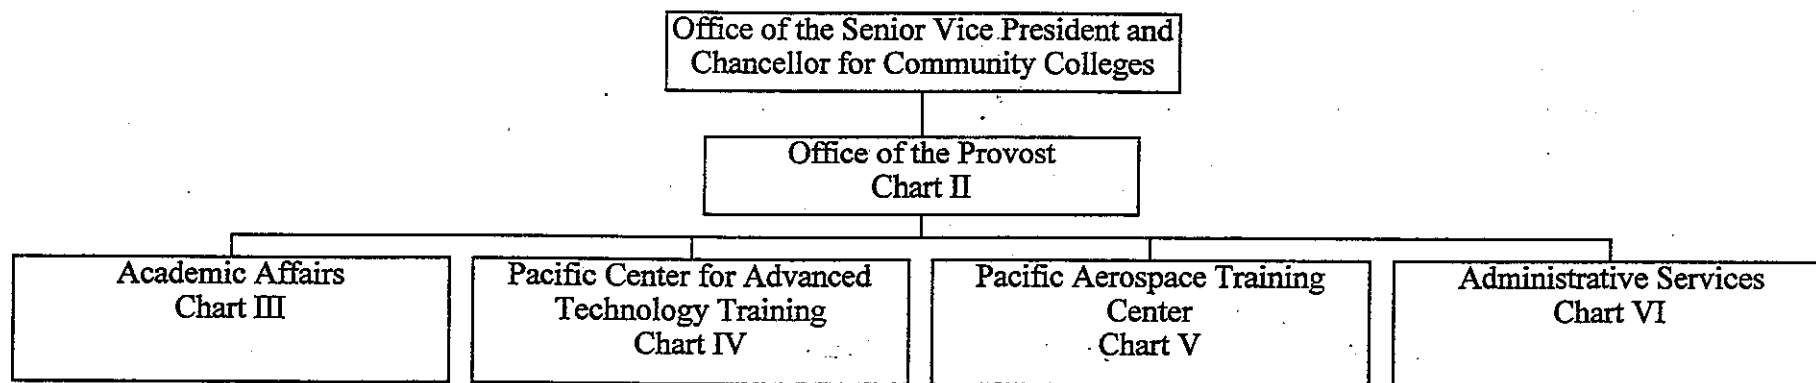 Office of the Senior Vice President and
Chancellor for Community Colleges
Office of the Provost
Chart II
Academic Affairs
Chart III
Pacific Center for Advanced
Technology Training
Chart IV
Pacific Aerospace Training
Center
Chart V
Administrative Services
Chart VI